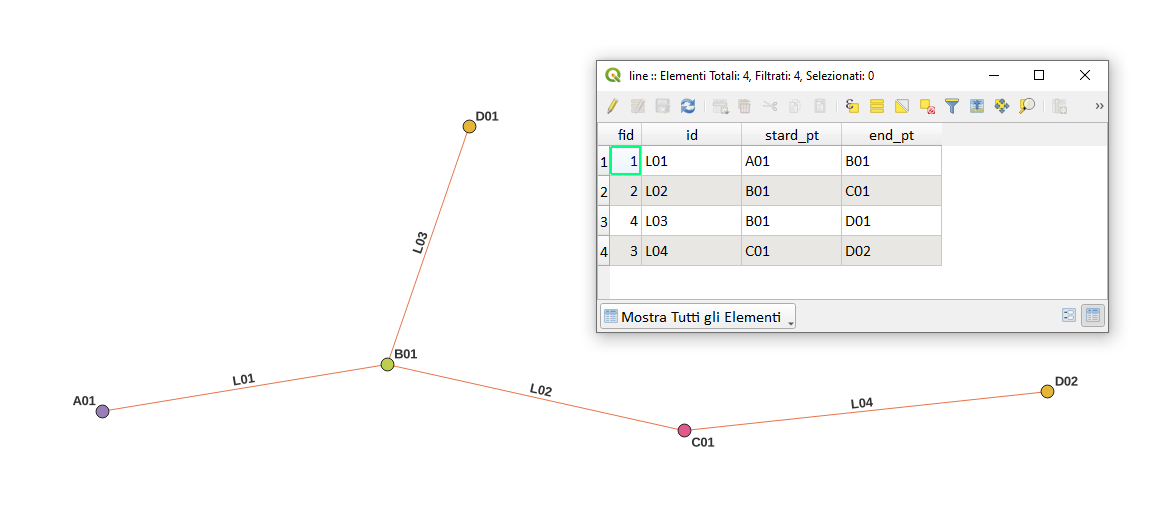 line :: Elementi Totali: 4, Filtrati: 4, Selezionati: 0
»
fid id stard_pt end_pt
1 1 L01 A01 B01
2 2 L02 B01 C01
3 4 L03 B01 D01
4 3 L04 C01 D02
Mostra Tutti gli Elementi
D01
L03
B01
L01
A01
L02
C01
L04
D02